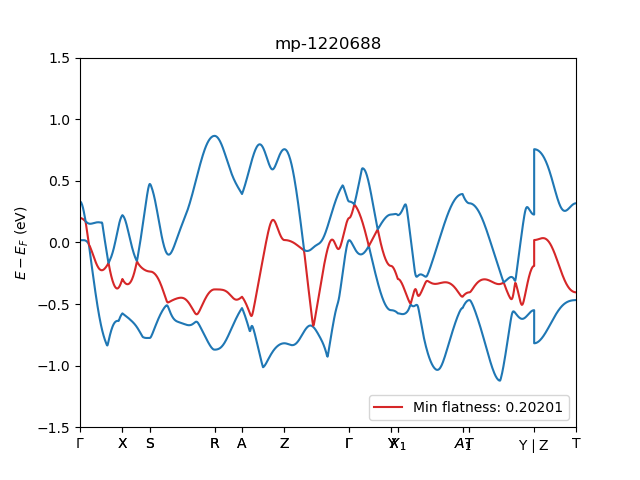 mp-1220688
E − E_F (eV)
1.5
1.0
0.5
0.0
−0.5
−1.0
−1.5
Min flatness: 0.20201
Γ X S R A Z Γ Y X₁ A₁ T Y | Z T